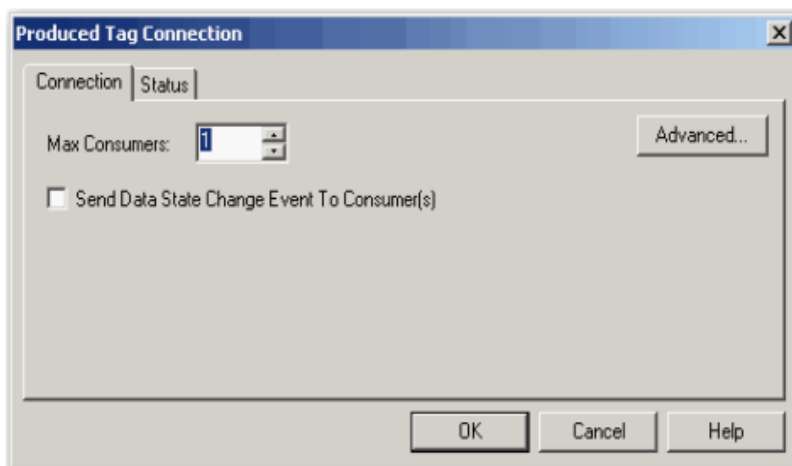 Produced Tag Connection
Connection Status
Max Consumers: 1 Advanced...
Send Data State Change Event To Consumer(s)
OK Cancel Help